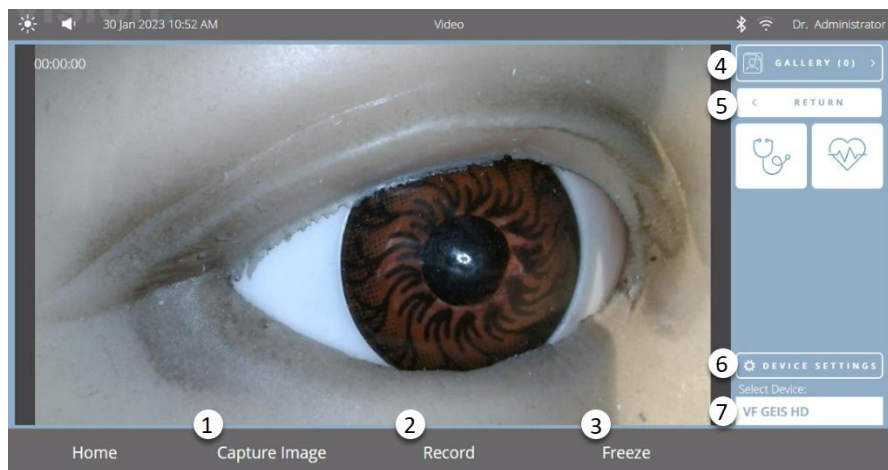 30 Jan 2023 10:52 AM
Video
Dr. Administrator
00:00:00
4
GALLERY (0) >
5
< RETURN
6
DEVICE SETTINGS
Select Device:
7
VF GEIS HD
1
2
3
Home
Capture Image
Record
Freeze